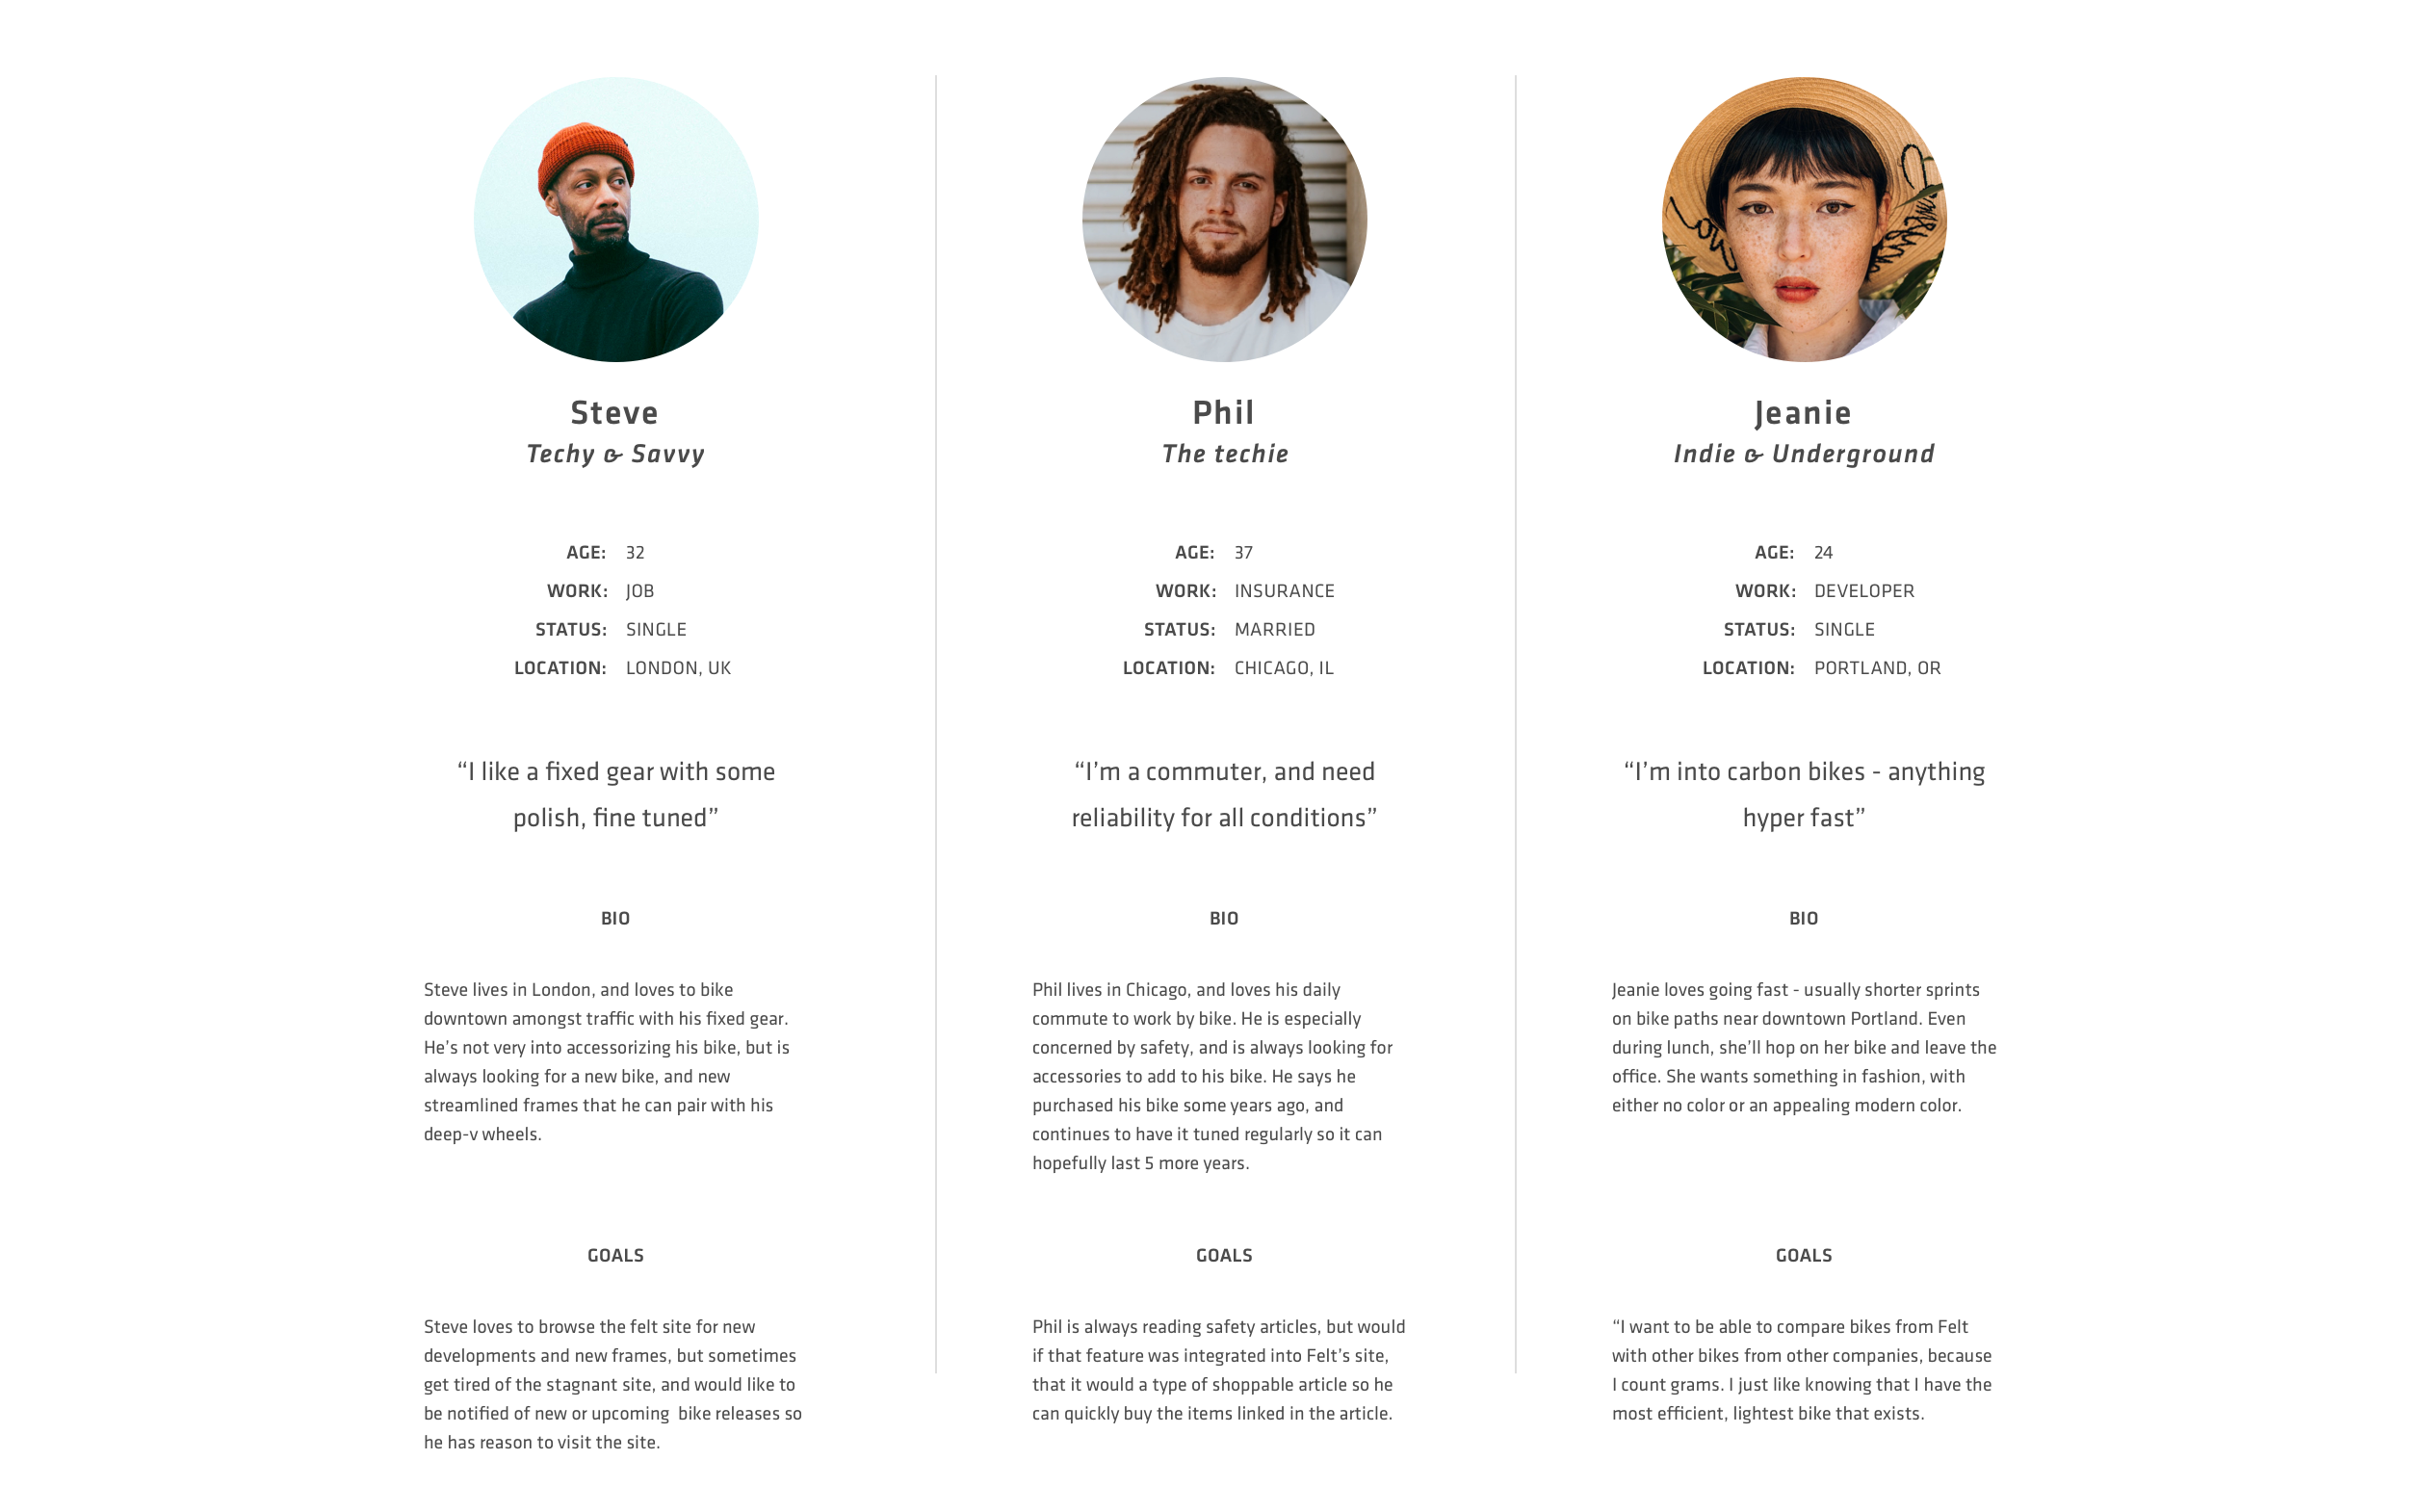 Steve
Techy & Savvy
AGE: 32
WORK: JOB
STATUS: SINGLE
LOCATION: LONDON, UK
“I like a fixed gear with some
polish, fine tuned”
BIO
Steve lives in London, and loves to bike
downtown amongst traffic with his fixed gear.
He’s not very into accessorizing his bike, but is
always looking for a new bike, and new
streamlined frames that he can pair with his
deep-v wheels.
GOALS
Steve loves to browse the felt site for new
developments and new frames, but sometimes
get tired of the stagnant site, and would like to
be notified of new or upcoming  bike releases so
he has reason to visit the site.
Phil
The techie
AGE: 37
WORK: INSURANCE
STATUS: MARRIED
LOCATION: CHICAGO, IL
“I’m a commuter, and need
reliability for all conditions”
BIO
Phil lives in Chicago, and loves his daily
commute to work by bike. He is especially
concerned by safety, and is always looking for
accessories to add to his bike. He says he
purchased his bike some years ago, and
continues to have it tuned regularly so it can
hopefully last 5 more years.
GOALS
Phil is always reading safety articles, but would
if that feature was integrated into Felt’s site,
that it would a type of shoppable article so he
can quickly buy the items linked in the article.
Jeanie
Indie & Underground
AGE: 24
WORK: DEVELOPER
STATUS: SINGLE
LOCATION: PORTLAND, OR
“I’m into carbon bikes - anything
hyper fast”
BIO
Jeanie loves going fast - usually shorter sprints
on bike paths near downtown Portland. Even
during lunch, she’ll hop on her bike and leave the
office. She wants something in fashion, with
either no color or an appealing modern color.
GOALS
“I want to be able to compare bikes from Felt
with other bikes from other companies, because
I count grams. I just like knowing that I have the
most efficient, lightest bike that exists.